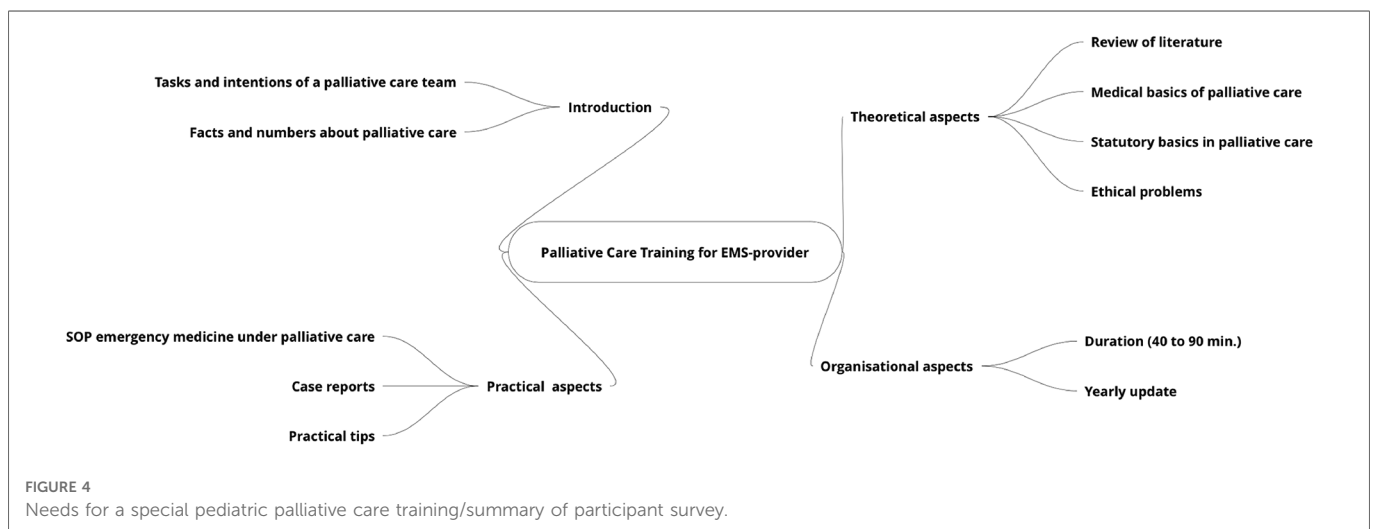 Tasks and intentions of a palliative care team
Facts and numbers about palliative care
Introduction
Theoretical aspects
Review of literature
Medical basics of palliative care
Statutory basics in palliative care
Ethical problems
Palliative Care Training for EMS-provider
SOP emergency medicine under palliative care
Case reports
Practical tips
Practical aspects
Organisational aspects
Duration (40 to 90 min.)
Yearly update
FIGURE 4
Needs for a special pediatric palliative care training/summary of participant survey.